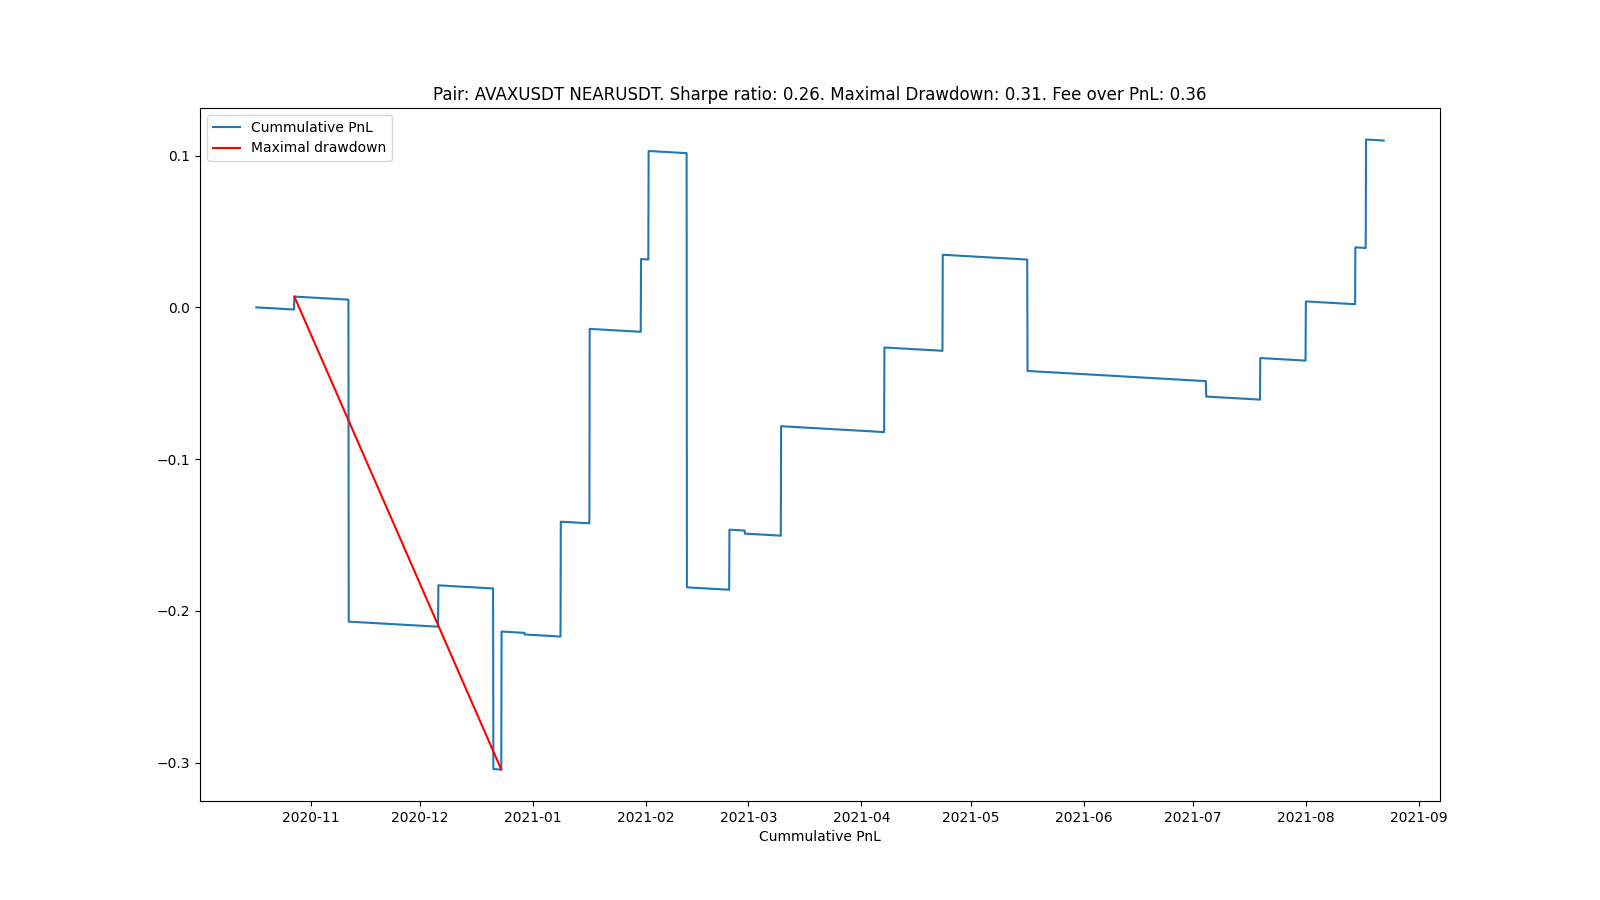 Pair: AVAXUSDT NEARUSDT. Sharpe ratio: 0.26. Maximal Drawdown: 0.31. Fee over PnL: 0.36
Cummulative PnL
Maximal drawdown
0.1
0.0
−0.1
−0.2
−0.3
2020-11 2020-12 2021-01 2021-02 2021-03 2021-04 2021-05 2021-06 2021-07 2021-08 2021-09
Cummulative PnL